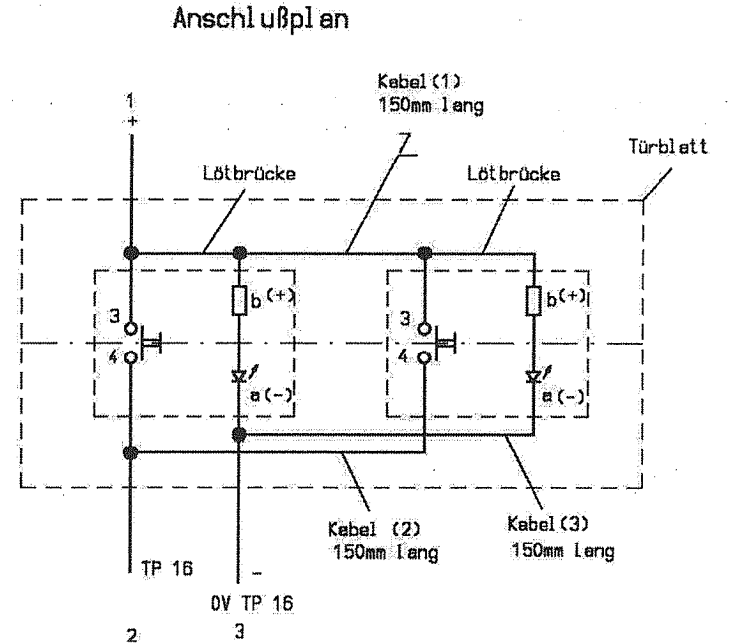 Anschlußplan
Kabel(1)
150mm lang
1
+
7
Türblatt
Lötbrücke
Lötbrücke
b(+)
b(+)
3
3
4
4
a(-)
a(-)
Kabel (2)
150mm lang
Kabel(3)
150mm lang
TP 16
-
0V TP 16
2
3